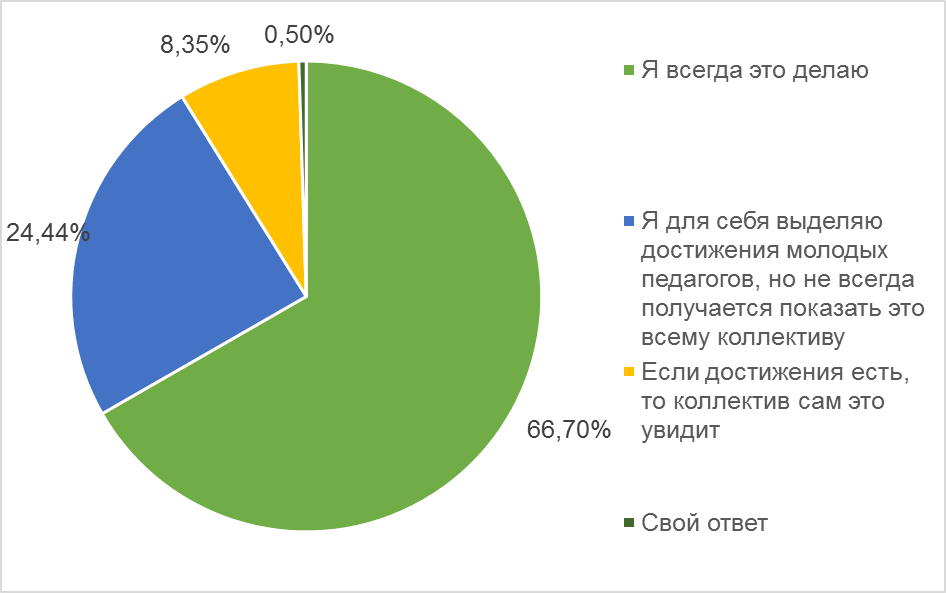 0,50%
8,35%
24,44%
66,70%
Я всегда это делаю
Я для себя выделяю
достижения молодых
педагогов, но не всегда
получается показать это
всему коллективу
Если достижения есть,
то коллектив сам это
увидит
Свой ответ